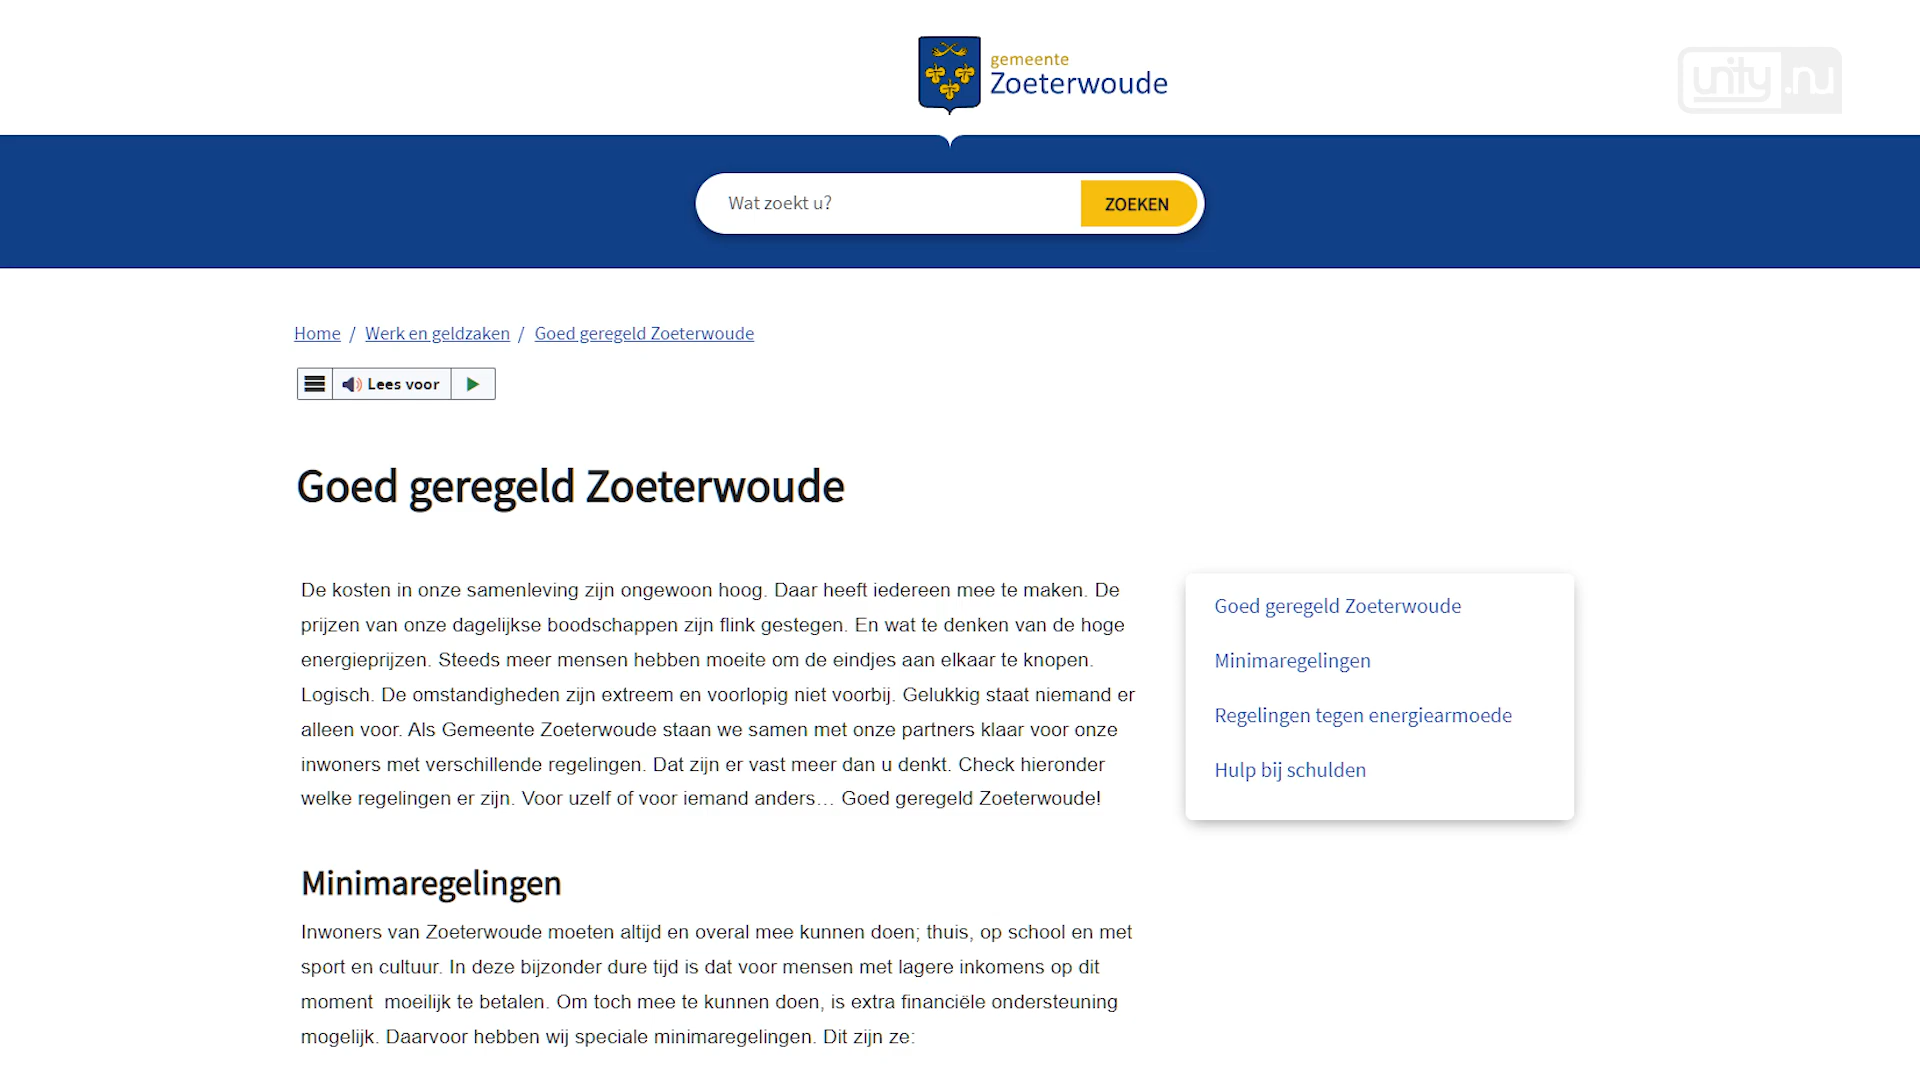 gemeente
Zoeterwoude
unity.nu
Wat zoekt u?
ZOEKEN
Home / Werk en geldzaken / Goed geregeld Zoeterwoude
Lees voor
Goed geregeld Zoeterwoude
De kosten in onze samenleving zijn ongewoon hoog. Daar heeft iedereen mee te maken. De
prijzen van onze dagelijkse boodschappen zijn flink gestegen. En wat te denken van de hoge
energieprijzen. Steeds meer mensen hebben moeite om de eindjes aan elkaar te knopen.
Logisch. De omstandigheden zijn extreem en voorlopig niet voorbij. Gelukkig staat niemand er
alleen voor. Als Gemeente Zoeterwoude staan we samen met onze partners klaar voor onze
inwoners met verschillende regelingen. Dat zijn er vast meer dan u denkt. Check hieronder
welke regelingen er zijn. Voor uzelf of voor iemand anders… Goed geregeld Zoeterwoude!
Goed geregeld Zoeterwoude
Minimaregelingen
Regelingen tegen energiearmoede
Hulp bij schulden
Minimaregelingen
Inwoners van Zoeterwoude moeten altijd en overal mee kunnen doen; thuis, op school en met
sport en cultuur. In deze bijzonder dure tijd is dat voor mensen met lagere inkomens op dit
moment  moeilijk te betalen. Om toch mee te kunnen doen, is extra financiële ondersteuning
mogelijk. Daarvoor hebben wij speciale minimaregelingen. Dit zijn ze: